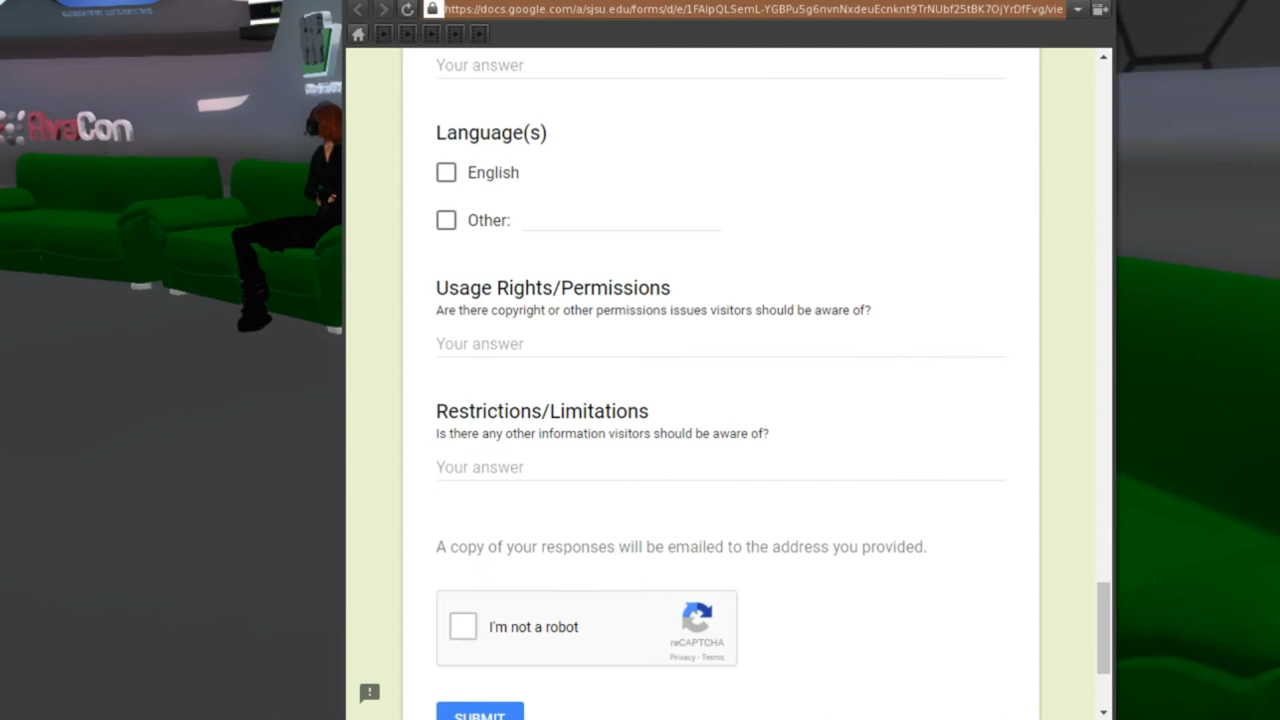 https://docs.google.com/a/sjsu.edu/forms/d/e/1FAIpQLSemL-YGBPu5g6nvnNxdeuEcnknt9TrNUbf25tBK7OjYrDfFvg/vie
Your answer
AvaCon
Language(s)
English
Other:
Usage Rights/Permissions
Are there copyright or other permissions issues visitors should be aware of?
Your answer
Restrictions/Limitations
Is there any other information visitors should be aware of?
Your answer
A copy of your responses will be emailed to the address you provided.
I'm not a robot
reCAPTCHA
Privacy - Terms
SUBMIT